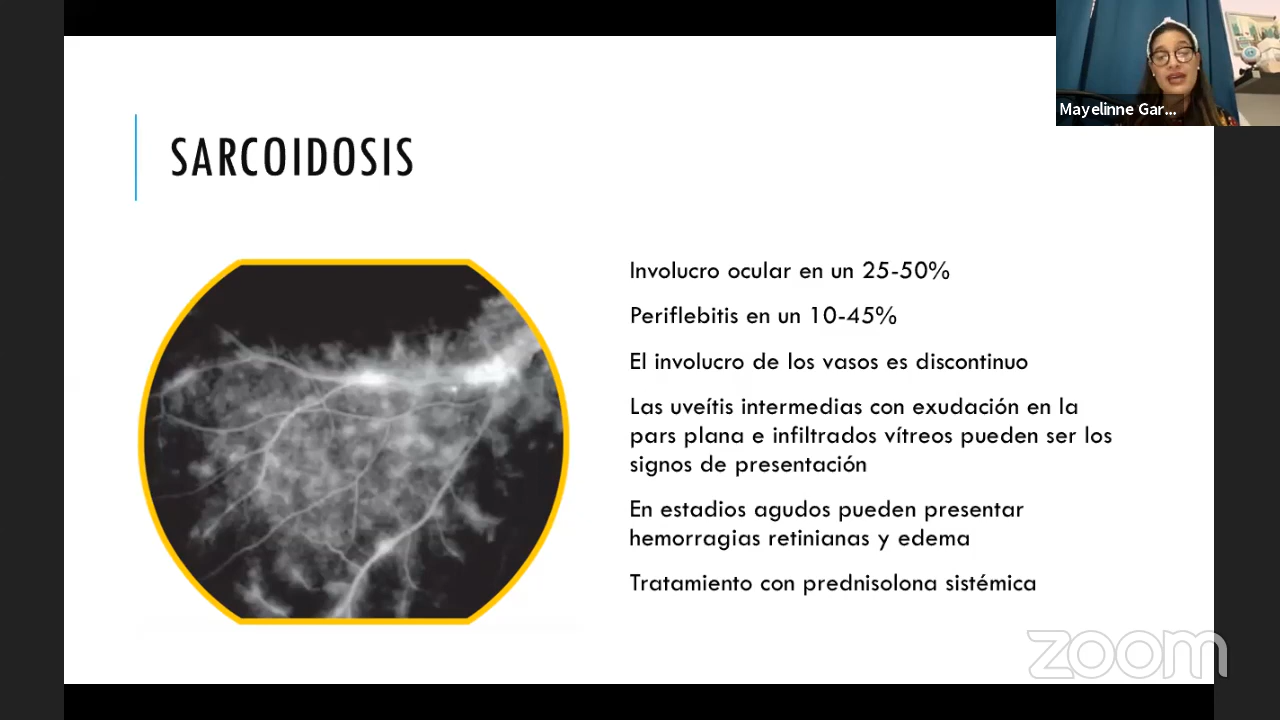 Mayelinne Gar...
SARCOIDOSIS
Involucro ocular en un 25-50%
Periflebitis en un 10-45%
El involucro de los vasos es discontinuo
Las uveítis intermedias con exudación en la
pars plana e infiltrados vítreos pueden ser los
signos de presentación
En estadios agudos pueden presentar
hemorragias retinianas y edema
Tratamiento con prednisolona sistémica
zoom